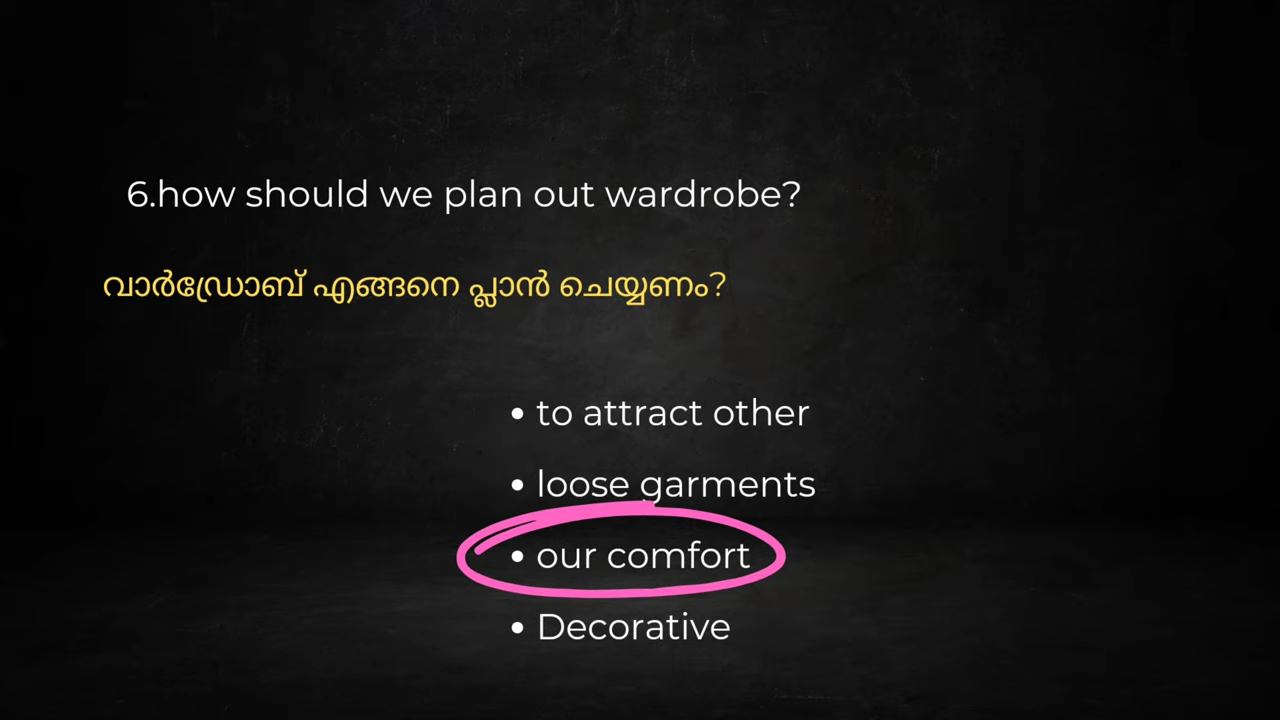 6.how should we plan out wardrobe?
വാർഡ്രോബ് എങ്ങനെ പ്ലാൻ ചെയ്യണം?
• to attract other
• loose garments
• our comfort
• Decorative